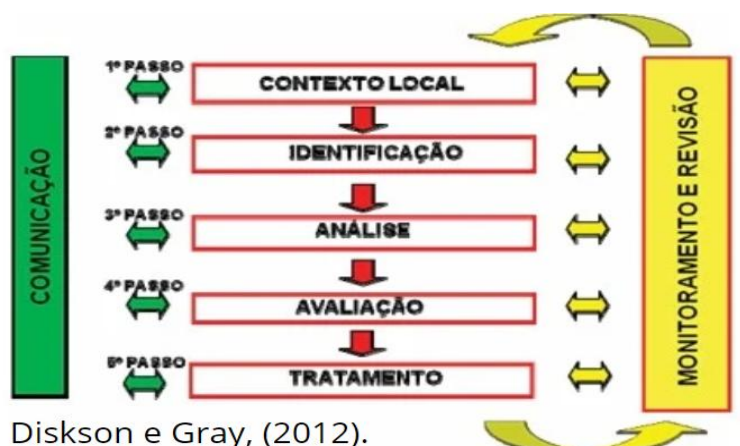 COMUNICAÇÃO
1º PASSO
CONTEXTO LOCAL
2º PASSO
IDENTIFICAÇÃO
3º PASSO
ANÁLISE
4º PASSO
AVALIAÇÃO
5º PASSO
TRATAMENTO
MONITORAMENTO E REVISÃO
Diskson e Gray, (2012).